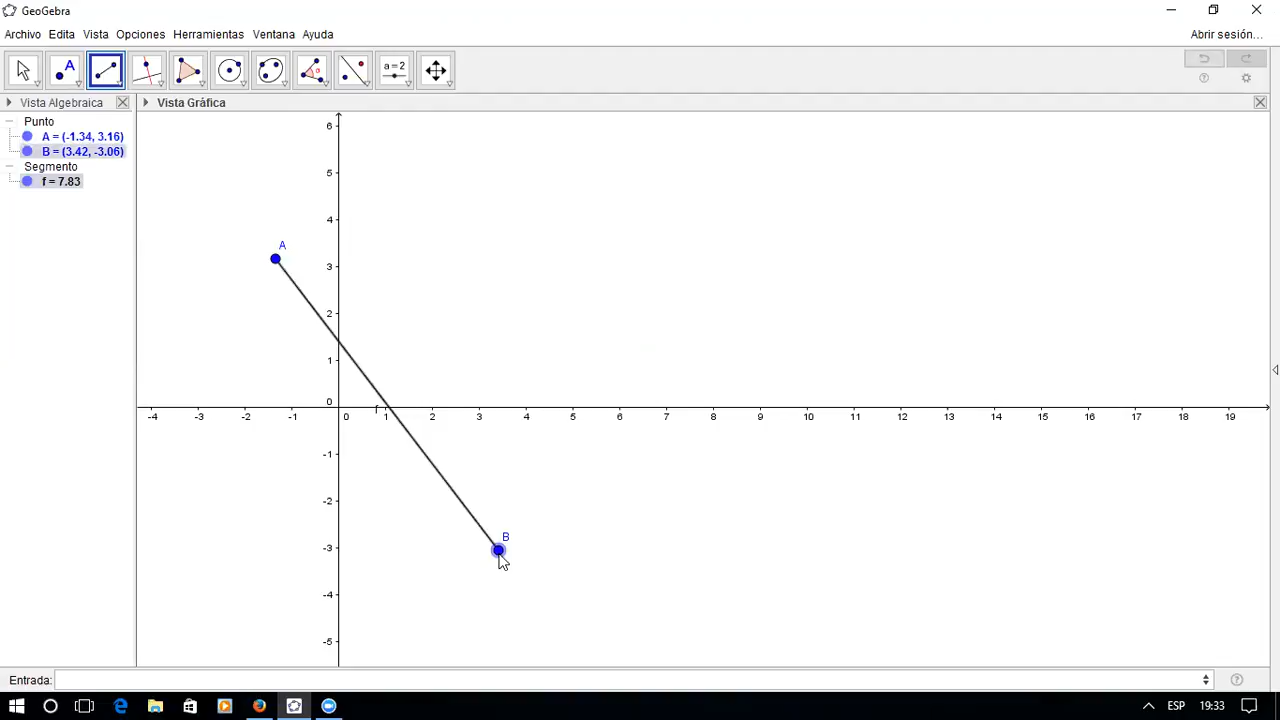 GeoGebra
Archivo Edita Vista Opciones Herramientas Ventana Ayuda
Abrir sesión...
A
α
a = 2
Vista Algebraica
Vista Gráfica
Punto
A = (-1.34, 3.16)
B = (3.42, -3.06)
Segmento
f = 7.83
6
5
4
A
3
2
1
0
f
-4 -3 -2 -1 0 1 2 3 4 5 6 7 8 9 10 11 12 13 14 15 16 17 18 19
-1
-2
B
-3
-4
-5
Entrada:
ESP 19:33